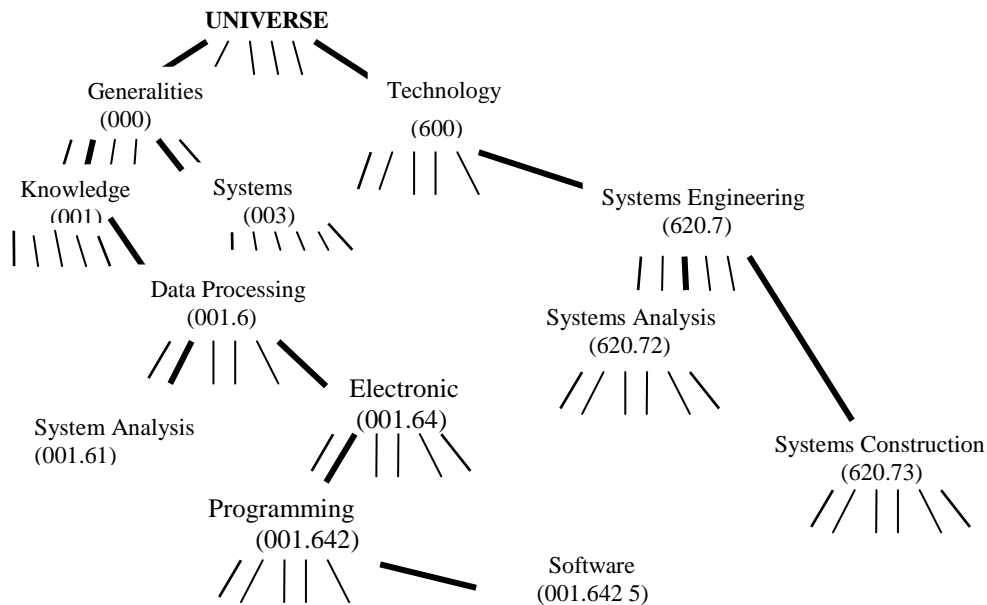 UNIVERSE
Generalities
(000)
Technology
(600)
Knowledge
(001)
Systems
(003)
Systems Engineering
(620.7)
Data Processing
(001.6)
Systems Analysis
(620.72)
Electronic
(001.64)
System Analysis
(001.61)
Systems Construction
(620.73)
Programming
(001.642)
Software
(001.642 5)